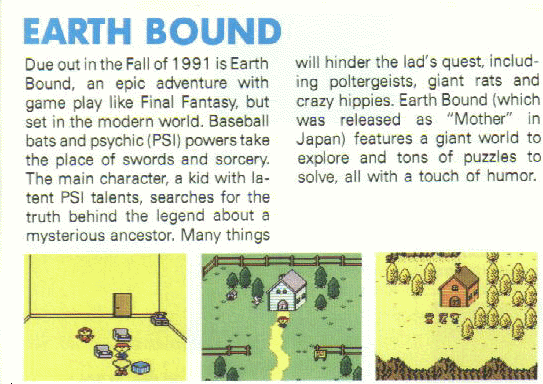 EARTH BOUND
Due out in the Fall of 1991 is Earth
Bound, an epic adventure with
game play like Final Fantasy, but
set in the modern world. Baseball
bats and psychic (PSI) powers take
the place of swords and sorcery.
The main character, a kid with la-
tent PSI talents, searches for the
truth behind the legend about a
mysterious ancestor. Many things
will hinder the lad's quest, includ-
ing poltergeists, giant rats and
crazy hippies. Earth Bound (which
was released as "Mother" in
Japan) features a giant world to
explore and tons of puzzles to
solve, all with a touch of humor.